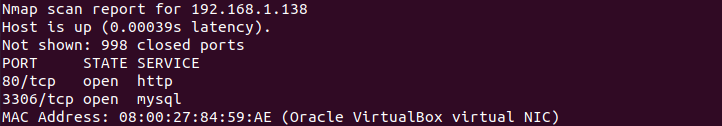 Nmap scan report for 192.168.1.138
Host is up (0.00039s latency).
Not shown: 998 closed ports
PORT     STATE SERVICE
80/tcp   open  http
3306/tcp open  mysql
MAC Address: 08:00:27:84:59:AE (Oracle VirtualBox virtual NIC)